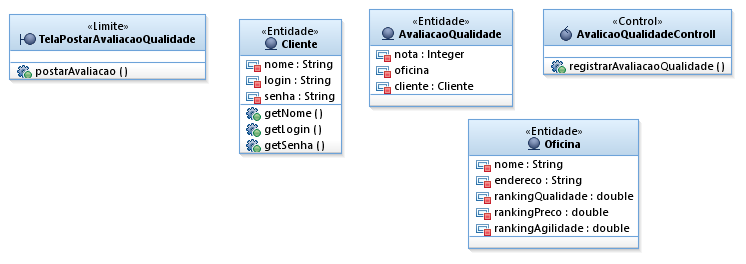 «Limite»
TelaPostarAvaliacaoQualidade
postarAvaliacao ( )
«Entidade»
Cliente
nome : String
login : String
senha : String
getNome ( )
getLogin ( )
getSenha ( )
«Entidade»
AvaliacaoQualidade
nota : Integer
oficina
cliente : Cliente
«Control»
AvalicaoQualidadeControll
registrarAvaliacaoQualidade ( )
«Entidade»
Oficina
nome : String
endereco : String
rankingQualidade : double
rankingPreco : double
rankingAgilidade : double